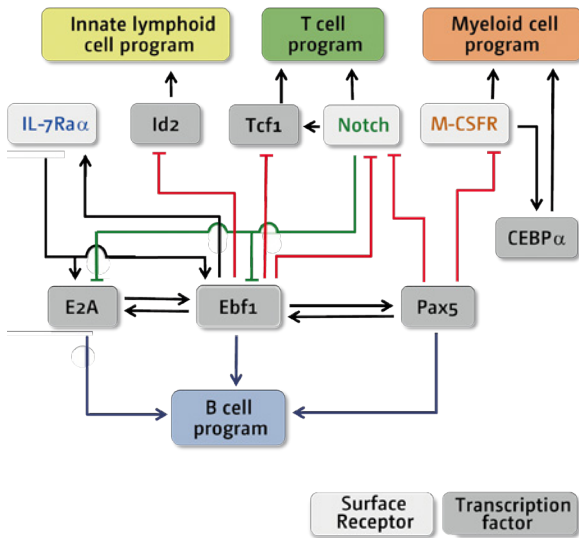 Innate lymphoid
cell program
T cell
program
Myeloid cell
program
IL-7Raα
Id2
Tcf1
Notch
M-CSFR
CEBPα
E2A
Ebf1
Pax5
B cell
program
Surface
Receptor
Transcription
factor